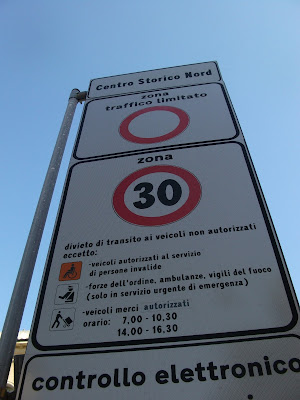 Centro Storico Nord
zona
traffico limitato
zona
30
divieto di transito ai veicoli non autorizzati
eccetto:
-veicoli autorizzati al servizio
di persone invalide
-forze dell'ordine, ambulanze, vigili del fuoco
(solo in servizio urgente di emergenza)
-veicoli merci autorizzati
orario: 7,00 - 10,30
14,00 - 16,30
controllo elettronico